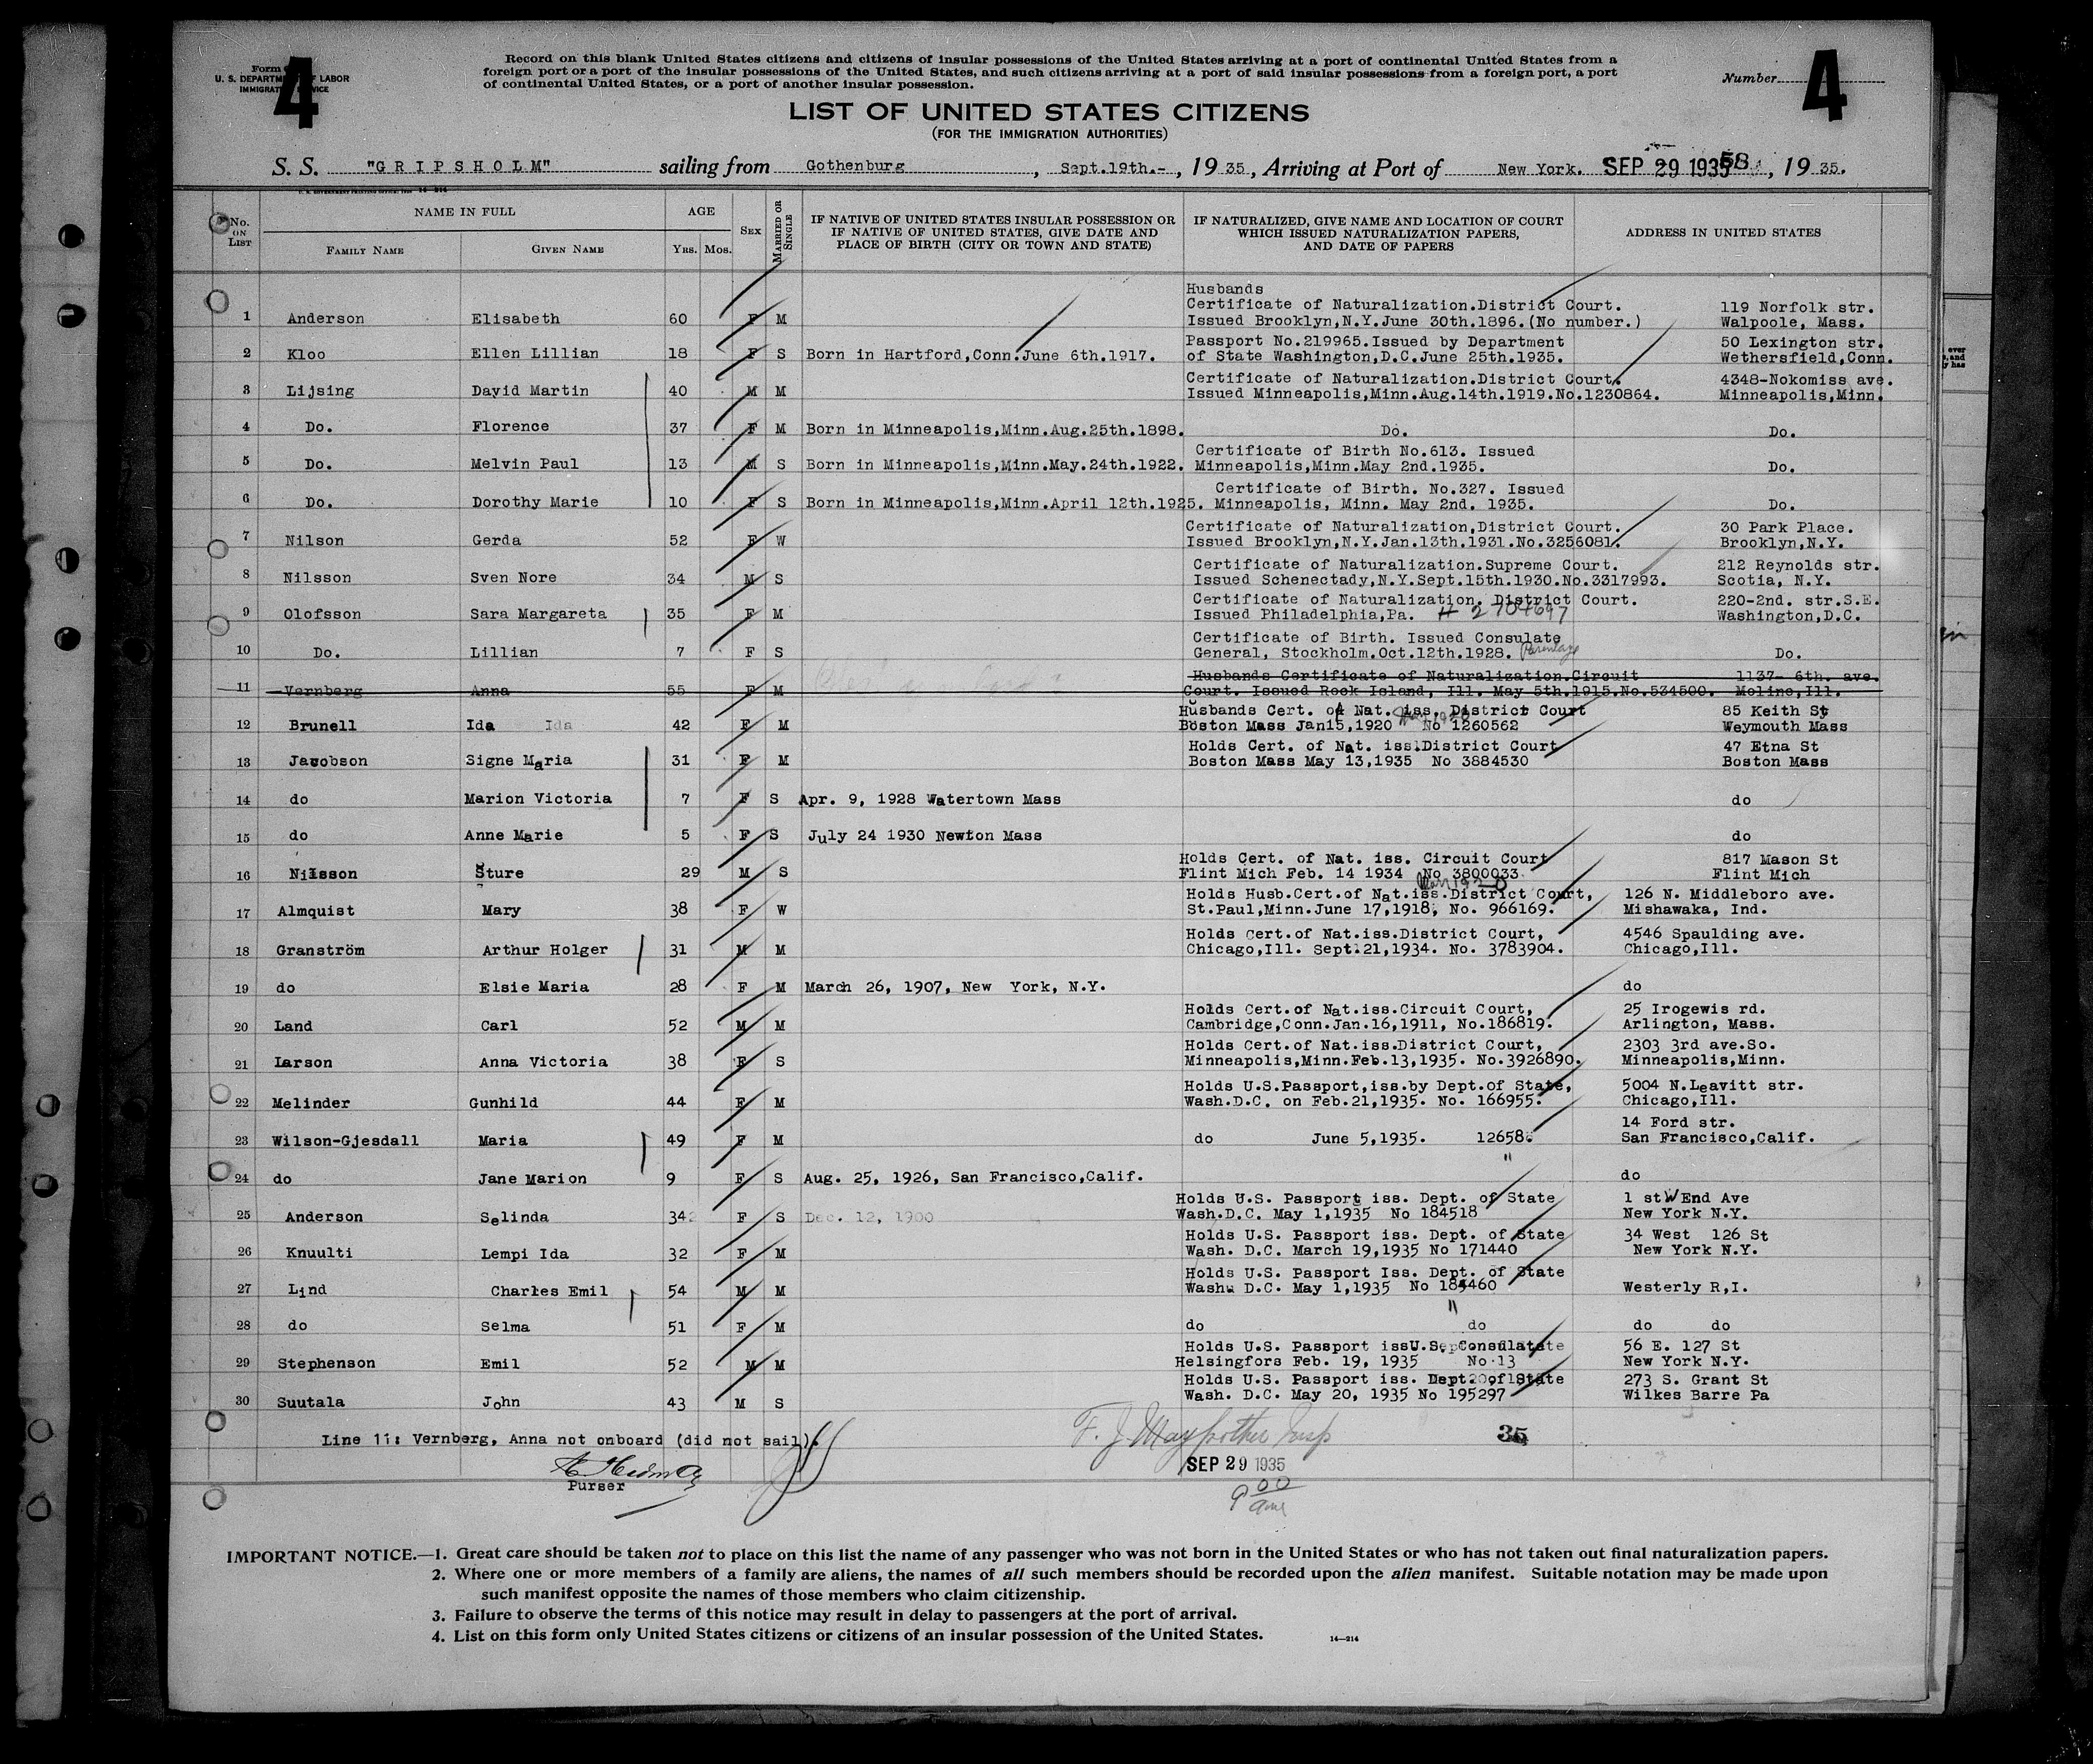 4
Form
U. S. DEPARTMENT OF LABOR
IMMIGRATION SERVICE
Record on this blank United States citizens and citizens of insular possessions of the United States arriving at a port of continental United States from a
foreign port or a port of the insular possessions of the United States, and such citizens arriving at a port of said insular possessions from a foreign port, a port
of continental United States, or a port of another insular possession.
Number
4
LIST OF UNITED STATES CITIZENS
(FOR THE IMMIGRATION AUTHORITIES)
S. S. "GRIPSHOLM" sailing from Gothenburg, Sept.19th.-, 1935, Arriving at Port of New York. SEP 29 1935 58, 1935.
No. ON LIST
NAME IN FULL
FAMILY NAME GIVEN NAME
AGE
YRS. MOS.
SEX
MARRIED OR SINGLE
IF NATIVE OF UNITED STATES INSULAR POSSESSION OR
IF NATIVE OF UNITED STATES, GIVE DATE AND
PLACE OF BIRTH (CITY OR TOWN AND STATE)
IF NATURALIZED, GIVE NAME AND LOCATION OF COURT
WHICH ISSUED NATURALIZATION PAPERS,
AND DATE OF PAPERS
ADDRESS IN UNITED STATES
Husbands
Certificate of Naturalization.District Court. 119 Norfolk str.
1 Anderson Elisabeth 60 F M Issued Brooklyn,N.Y.June 30th.1896.(No number.) Walpoole, Mass.
Passport No.219965.Issued by Department 50 Lexington str.
2 Kloo Ellen Lillian 18 F S Born in Hartford,Conn.June 6th.1917. of State Washington,D.C.June 25th.1935. Wethersfield,Conn.
Certificate of Naturalization.District Court. 4348-Nokomiss ave.
3 Lijsing David Martin 40 M M Issued Minneapolis,Minn.Aug.14th.1919.No.1230864. Minneapolis,Minn.
4 Do. Florence 37 F M Born in Minneapolis,Minn.Aug.25th.1898. Do. Do.
Certificate of Birth No.613. Issued
5 Do. Melvin Paul 13 M S Born in Minneapolis,Minn.May.24th.1922. Minneapolis,Minn.May 2nd.1935. Do.
Certificate of Birth. No.327. Issued
6 Do. Dorothy Marie 10 F S Born in Minneapolis,Minn.April 12th.1925. Minneapolis, Minn. May 2nd. 1935. Do.
Certificate of Naturalization,District Court. 30 Park Place.
7 Nilson Gerda 52 F W Issued Brooklyn,N.Y.Jan.13th.1931.No.3256081. Brooklyn,N.Y.
Certificate of Naturalization.Supreme Court. 212 Reynolds str.
8 Nilsson Sven Nore 34 M S Issued Schenectady,N.Y.Sept.15th.1930.No.3317993. Scotia, N.Y.
Certificate of Naturalization. District Court. 220-2nd. str.S.E.
9 Olofsson Sara Margareta 35 F M Issued Philadelphia,Pa. # 2704697 Washington,D.C.
Certificate of Birth. Issued Consulate
10 Do. Lillian 7 F S General, Stockholm.Oct.12th.1928. Parentage Do.
Husbands Certificate of Naturalization.Circuit 1137- 6th. ave.
11 Vernberg Anna 55 F M Court. Issued Rock Island, Ill. May 5th.1915.No.534500. Moline,Ill.
Husbands Cert. of Nat. iss. District Court 85 Keith St
12 Brunell Ida Ida 42 F M Boston Mass Jan15,1920 No 1260562 Weymouth Mass
Holds Cert. of Nat. iss.District Court 47 Etna St
13 Jacobson Signe Maria 31 F M Boston Mass May 13,1935 No 3884530 Boston Mass
14 do Marion Victoria 7 F S Apr. 9, 1928 Watertown Mass do
15 do Anne Marie 5 F S July 24 1930 Newton Mass do
Holds Cert. of Nat. iss. Circuit Court 817 Mason St
16 Nilsson Sture 29 M S Flint Mich Feb. 14 1934 No 3800033 Flint Mich
Holds Husb.Cert.of Nat.iss.District Court, 126 N. Middleboro ave.
17 Almquist Mary 38 F W St.Paul,Minn.June 17,1918, No. 966169. Mishawaka, Ind.
Holds Cert.of Nat.iss.District Court, 4546 Spaulding ave.
18 Granström Arthur Holger 31 M M Chicago,Ill. Sept.21,1934. No. 3783904. Chicago,Ill.
19 do Elsie Maria 28 F M March 26, 1907, New York, N.Y. do
Holds Cert.of Nat.iss.Circuit Court, 25 Irogewis rd.
20 Land Carl 52 M M Cambridge,Conn.Jan.16,1911, No.186819. Arlington, Mass.
Holds Cert.of Nat.iss.District Court, 2303 3rd ave.So.
21 Larson Anna Victoria 38 F S Minneapolis,Minn.Feb.13,1935. No.3926890. Minneapolis,Minn.
Holds U.S.Passport,iss.by Dept.of State, 5004 N.Leavitt str.
22 Melinder Gunhild 44 F M Wash.D.C. on Feb.21,1935. No. 166955. Chicago,Ill.
14 Ford str.
23 Wilson-Gjesdall Maria 49 F M do June 5,1935. 12658. San Francisco,Calif.
24 do Jane Marion 9 F S Aug. 25, 1926, San Francisco,Calif. " do
Holds U.S. Passport iss. Dept. of State 1 st W End Ave
25 Anderson Selinda 34 F S Dec. 12, 1900 Wash.D.C. May 1,1935 No 184518 New York N.Y.
Holds U.S. Passport iss. Dept. of State 34 West 126 St
26 Knuulti Lempi Ida 32 F M Wash. D.C. March 19,1935 No 171440 New York N.Y.
Holds U.S. Passport Iss. Dept. of State
27 Lind Charles Emil 54 M M Wash. D.C. May 1,1935 No 184460 Westerly R,I.
"
28 do Selma 51 F M do do do do
Holds U.S. Passport iss U.S. Consulate 56 E. 127 St
29 Stephenson Emil 52 M M Helsingfors Feb. 19, 1935 No 13 New York N.Y.
Holds U.S. Passport iss. Dept of State 273 S. Grant St
30 Suutala John 43 M S Wash. D.C. May 20, 1935 No 195297 Wilkes Barre Pa
Line 11: Vernberg, Anna not onboard (did not sail).
35
Purser
SEP 29 1935
9 00 am
IMPORTANT NOTICE.—1. Great care should be taken not to place on this list the name of any passenger who was not born in the United States or who has not taken out final naturalization papers.
2. Where one or more members of a family are aliens, the names of all such members should be recorded upon the alien manifest. Suitable notation may be made upon
such manifest opposite the names of those members who claim citizenship.
3. Failure to observe the terms of this notice may result in delay to passengers at the port of arrival.
4. List on this form only United States citizens or citizens of an insular possession of the United States.
14—214